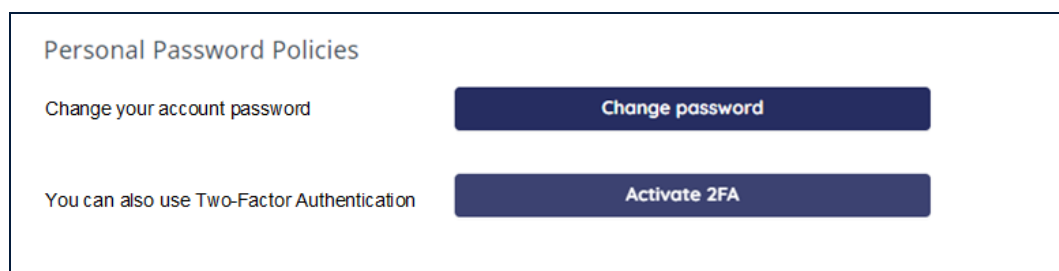 Personal Password Policies
Change your account password
Change password
You can also use Two-Factor Authentication
Activate 2FA